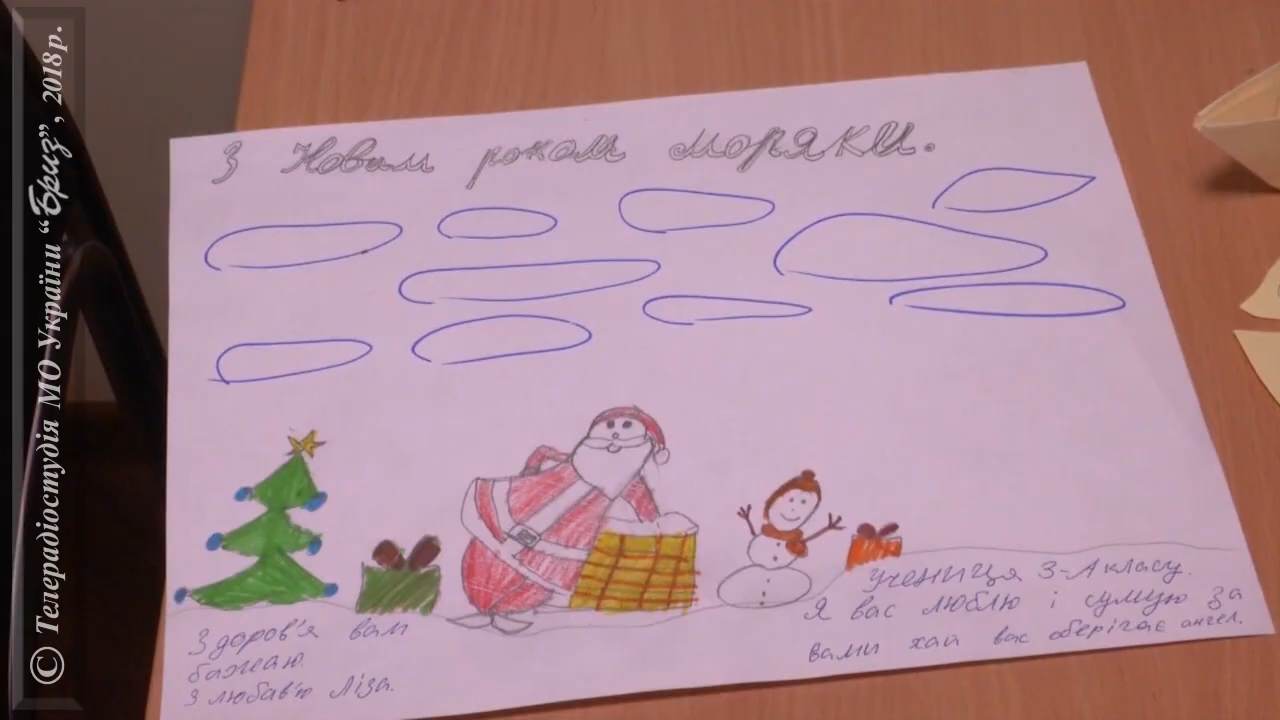 © Телерадіостудія МО України “Бриз”, 2018р.
З Новим роком моряки.
Здоров'я вам
бажаю.
З любав'ю Ліза.
учениця 3-А класу.
Я вас люблю і сумую за
вами хай вас оберігає ангел.